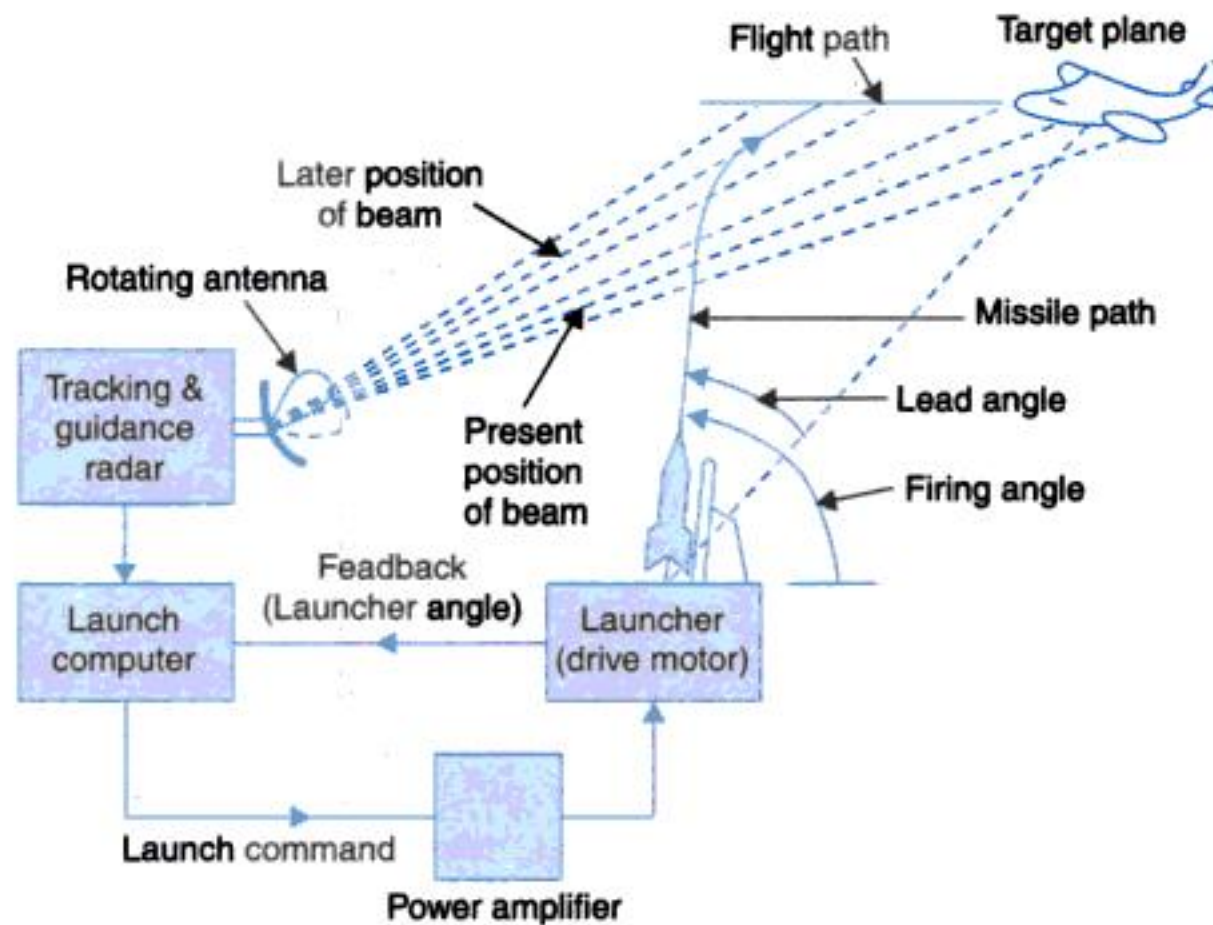 Flight path
Target plane
Later position
of beam
Rotating antenna
Missile path
Tracking &
guidance
radar
Lead angle
Present
position
of beam
Firing angle
Feadback
(Launcher angle)
Launch
computer
Launcher
(drive motor)
Launch command
Power amplifier